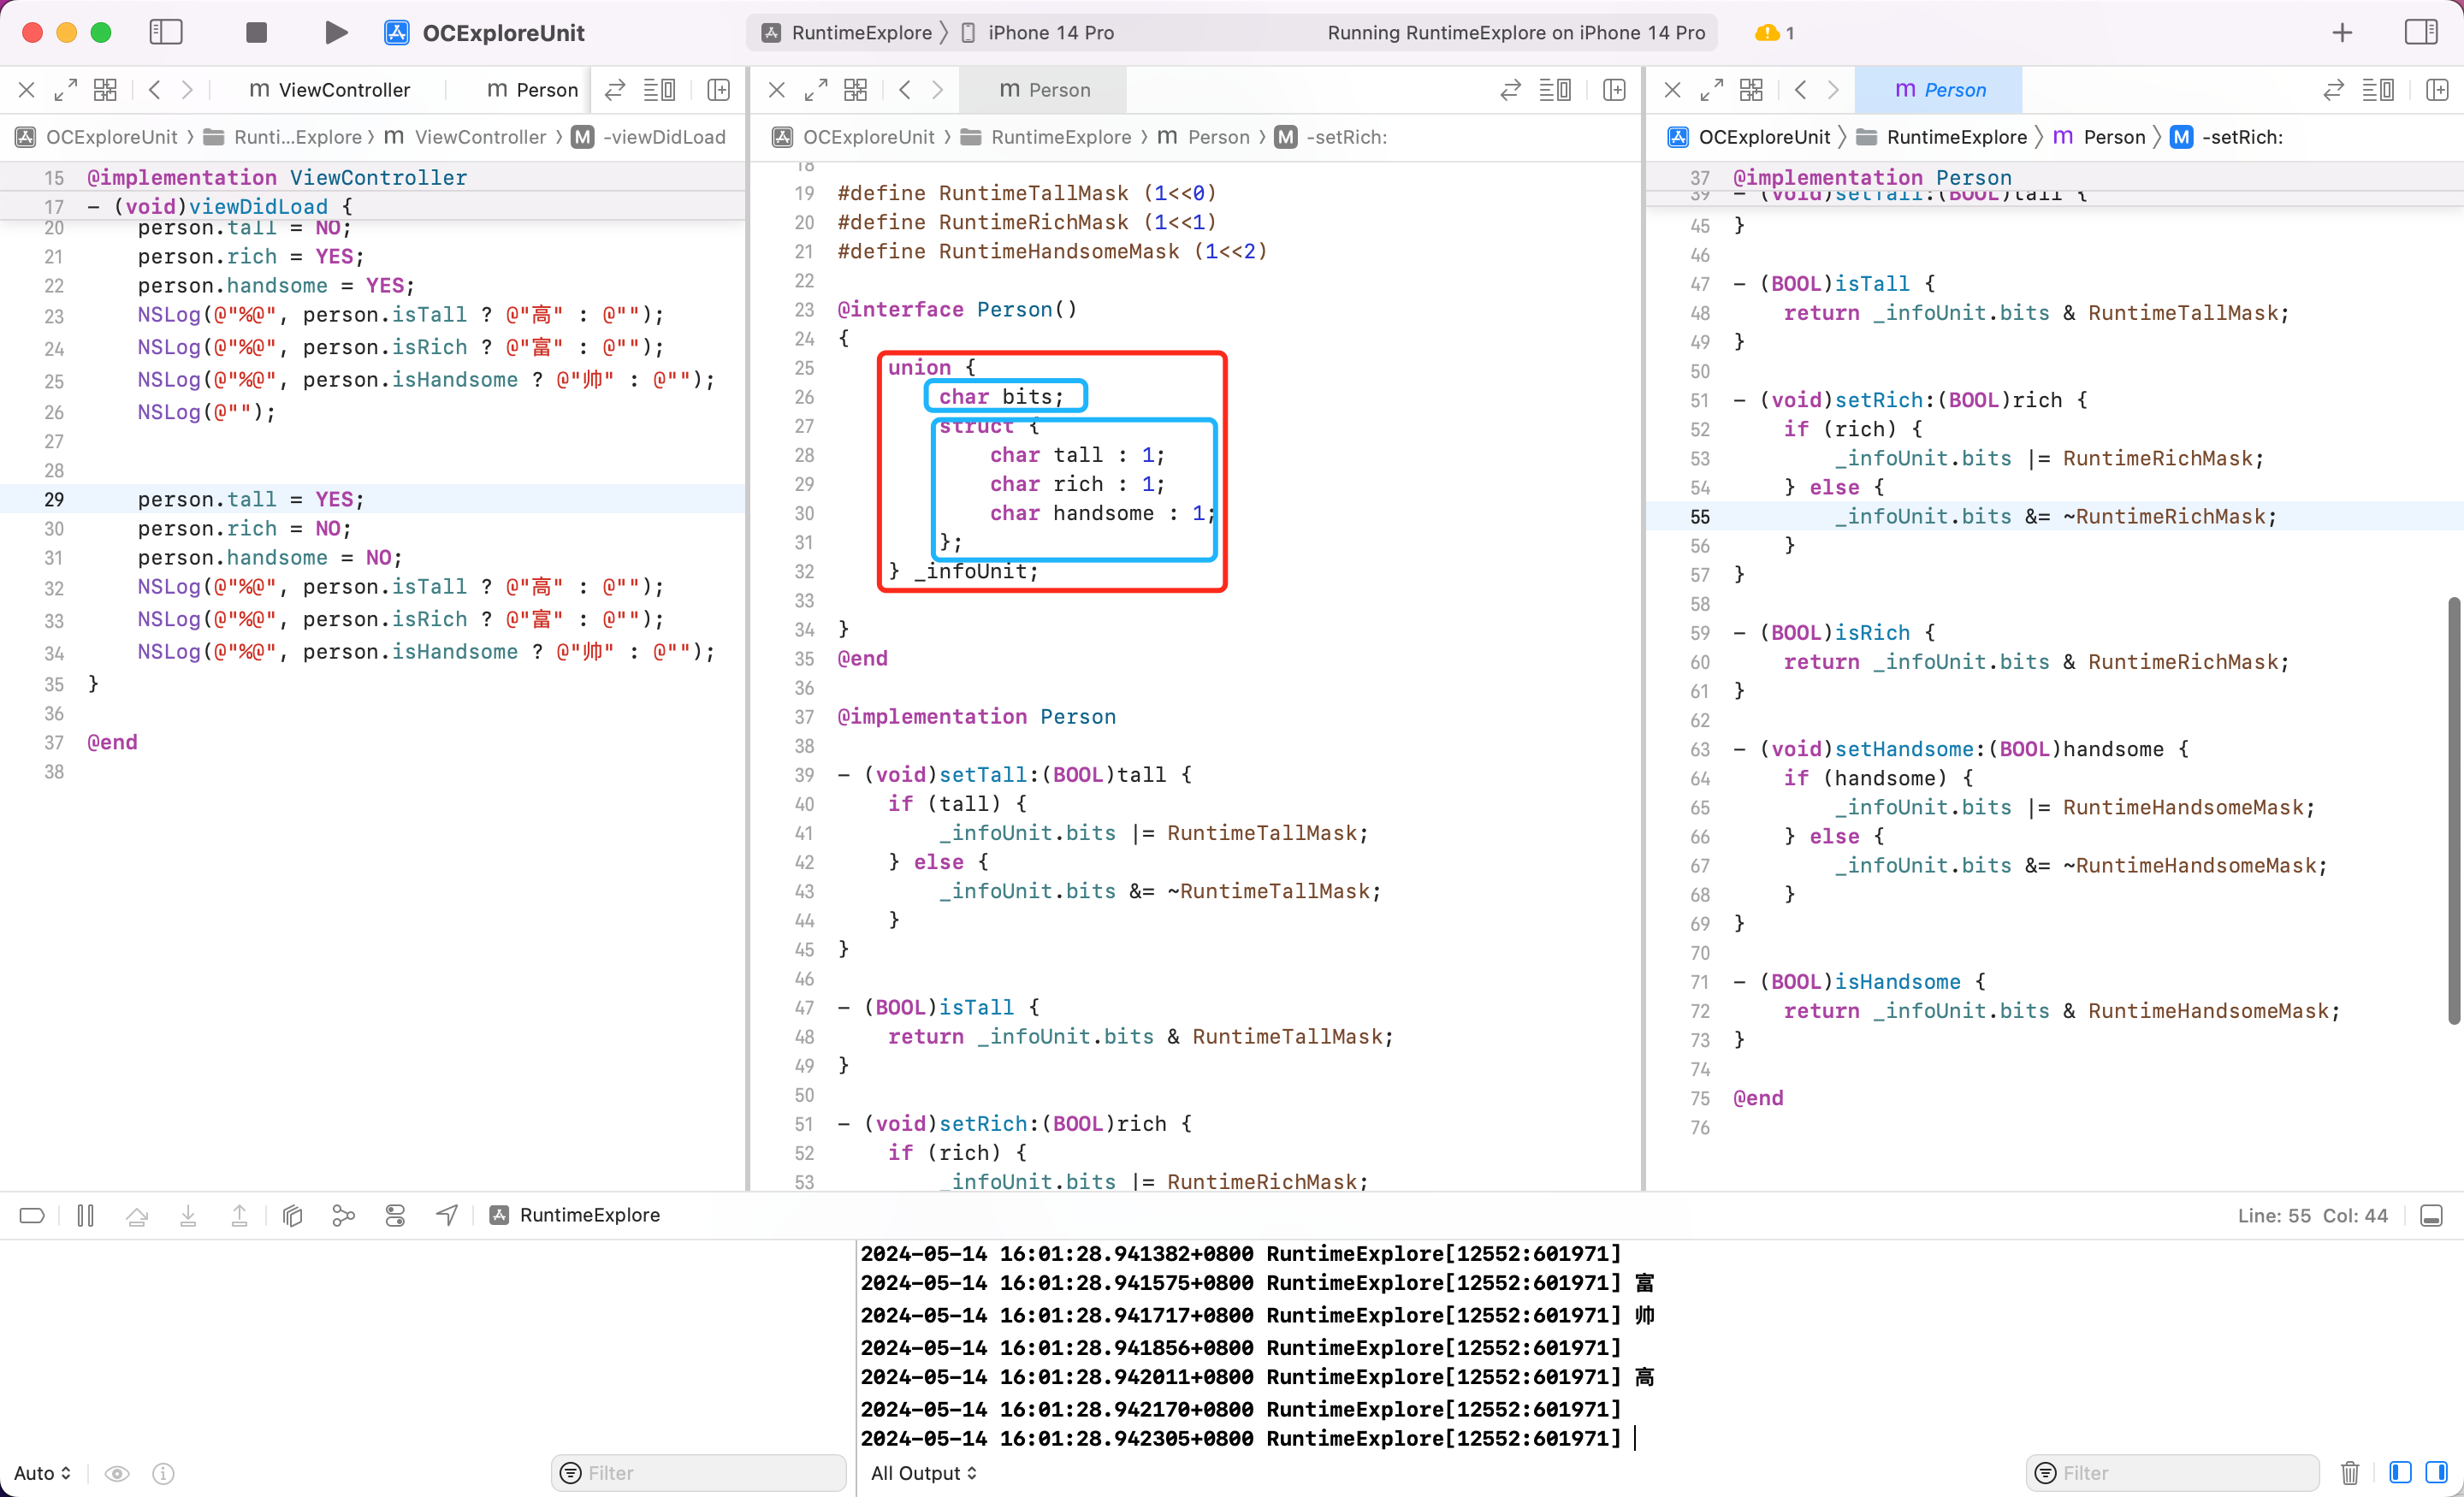 OCExploreUnit
RuntimeExplore 〉 iPhone 14 Pro
Running RuntimeExplore on iPhone 14 Pro
1
m ViewController
m Person
OCExploreUnit 〉 Runti...Explore 〉 m ViewController 〉 M -viewDidLoad
15 @implementation ViewController
17 - (void)viewDidLoad {
20 person.tall = NO;
21 person.rich = YES;
22 person.handsome = YES;
23 NSLog(@"%@", person.isTall ? @"高" : @"");
24 NSLog(@"%@", person.isRich ? @"富" : @"");
25 NSLog(@"%@", person.isHandsome ? @"帅" : @"");
26 NSLog(@"");
27
28
29 person.tall = YES;
30 person.rich = NO;
31 person.handsome = NO;
32 NSLog(@"%@", person.isTall ? @"高" : @"");
33 NSLog(@"%@", person.isRich ? @"富" : @"");
34 NSLog(@"%@", person.isHandsome ? @"帅" : @"");
35 }
36
37 @end
38
m Person
OCExploreUnit 〉 RuntimeExplore 〉 m Person 〉 M -setRich:
18
19 #define RuntimeTallMask (1<<0)
20 #define RuntimeRichMask (1<<1)
21 #define RuntimeHandsomeMask (1<<2)
22
23 @interface Person()
24 {
25 union {
26 char bits;
27 struct {
28 char tall : 1;
29 char rich : 1;
30 char handsome : 1;
31 };
32 } _infoUnit;
33
34 }
35 @end
36
37 @implementation Person
38
39 - (void)setTall:(BOOL)tall {
40 if (tall) {
41 _infoUnit.bits |= RuntimeTallMask;
42 } else {
43 _infoUnit.bits &= ~RuntimeTallMask;
44 }
45 }
46
47 - (BOOL)isTall {
48 return _infoUnit.bits & RuntimeTallMask;
49 }
50
51 - (void)setRich:(BOOL)rich {
52 if (rich) {
53 _infoUnit.bits |= RuntimeRichMask;
m Person
OCExploreUnit 〉 RuntimeExplore 〉 m Person 〉 M -setRich:
37 @implementation Person
39 - (void)setTall:(BOOL)tall {
45 }
46
47 - (BOOL)isTall {
48 return _infoUnit.bits & RuntimeTallMask;
49 }
50
51 - (void)setRich:(BOOL)rich {
52 if (rich) {
53 _infoUnit.bits |= RuntimeRichMask;
54 } else {
55 _infoUnit.bits &= ~RuntimeRichMask;
56 }
57 }
58
59 - (BOOL)isRich {
60 return _infoUnit.bits & RuntimeRichMask;
61 }
62
63 - (void)setHandsome:(BOOL)handsome {
64 if (handsome) {
65 _infoUnit.bits |= RuntimeHandsomeMask;
66 } else {
67 _infoUnit.bits &= ~RuntimeHandsomeMask;
68 }
69 }
70
71 - (BOOL)isHandsome {
72 return _infoUnit.bits & RuntimeHandsomeMask;
73 }
74
75 @end
76
RuntimeExplore
Line: 55 Col: 44
2024-05-14 16:01:28.941382+0800 RuntimeExplore[12552:601971]
2024-05-14 16:01:28.941575+0800 RuntimeExplore[12552:601971] 富
2024-05-14 16:01:28.941717+0800 RuntimeExplore[12552:601971] 帅
2024-05-14 16:01:28.941856+0800 RuntimeExplore[12552:601971]
2024-05-14 16:01:28.942011+0800 RuntimeExplore[12552:601971] 高
2024-05-14 16:01:28.942170+0800 RuntimeExplore[12552:601971]
2024-05-14 16:01:28.942305+0800 RuntimeExplore[12552:601971]
Auto
Filter
All Output
Filter